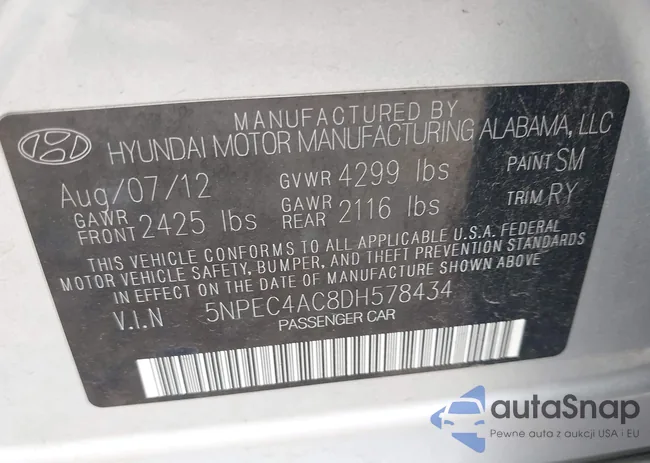 MANUFACTURED BY
HYUNDAI MOTOR MANUFACTURING ALABAMA, LLC
Aug/07/12 GVWR 4299 lbs PAINT SM
GAWR FRONT 2425 lbs GAWR REAR 2116 lbs TRIM RY
THIS VEHICLE CONFORMS TO ALL APPLICABLE U.S.A. FEDERAL
MOTOR VEHICLE SAFETY, BUMPER, AND THEFT PREVENTION STANDARDS
IN EFFECT ON THE DATE OF MANUFACTURE SHOWN ABOVE
V.I.N 5NPEC4AC8DH578434
PASSENGER CAR
autaSnap
Pewne auta z aukcji USA i EU